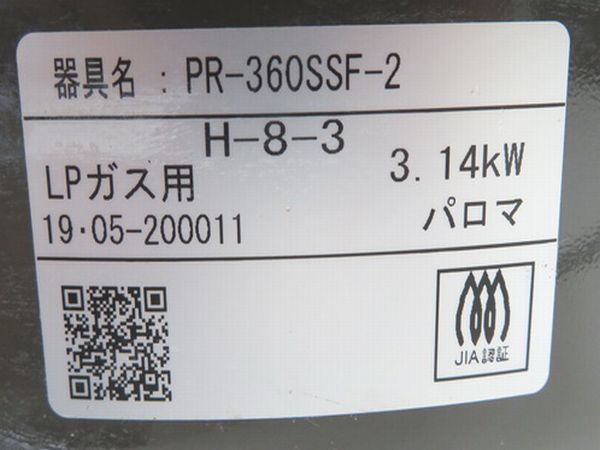 器具名 : PR-360SSF-2
H-8-3
LPガス用 3.14kW
19・05-200011 パロマ
JIA認証